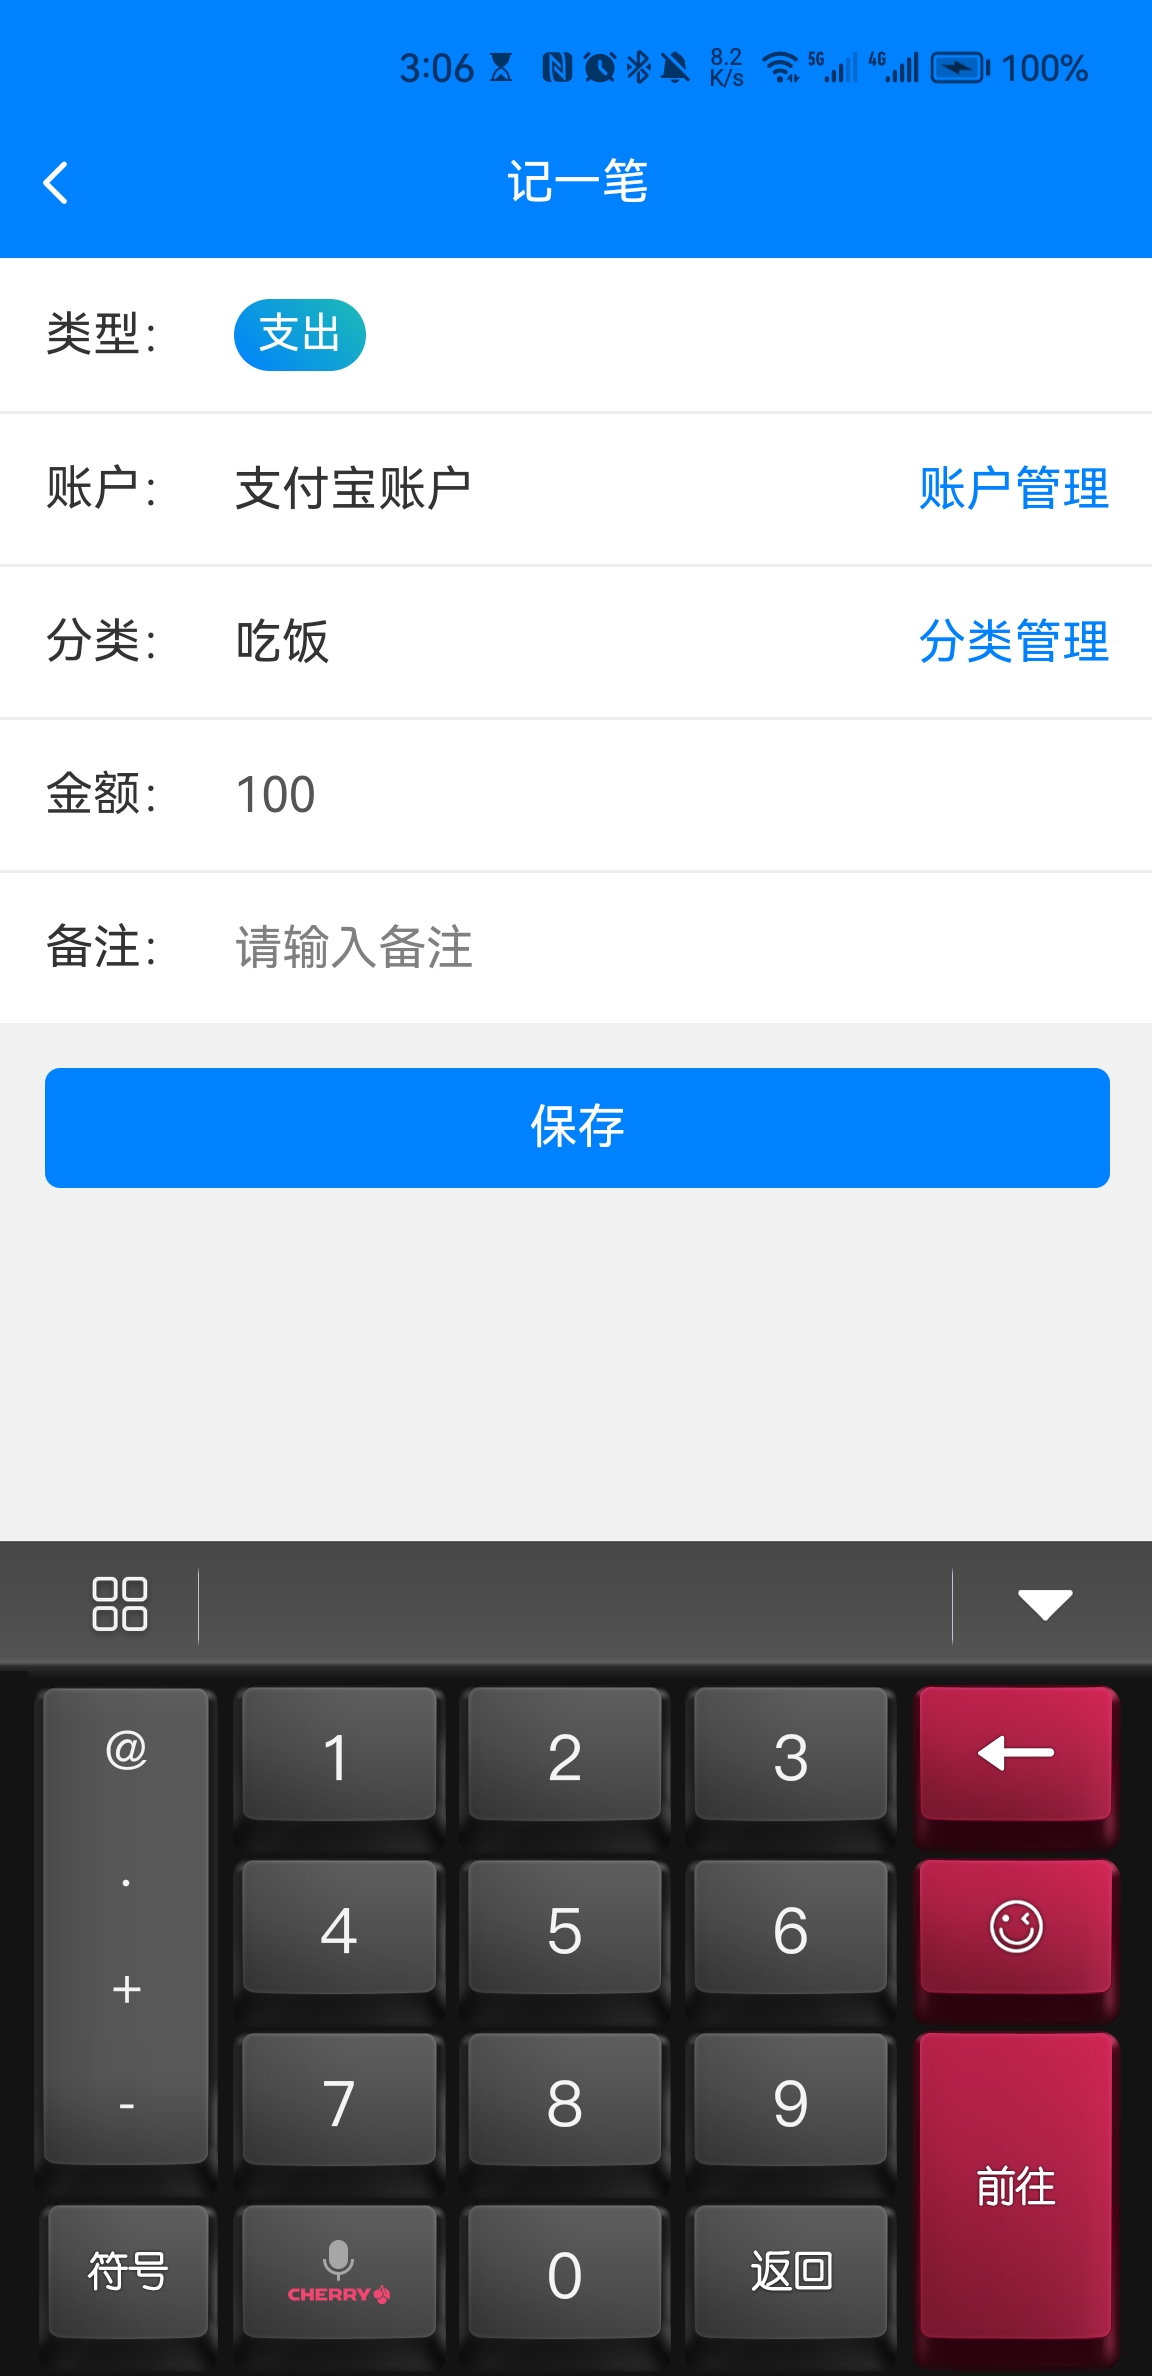 3:06 8.2 K/s 5G 4G 100%
记一笔
类型: 支出
账户: 支付宝账户 账户管理
分类: 吃饭 分类管理
金额: 100
备注: 请输入备注
保存
@ 1 2 3
.
4 5 6
+
-
7 8 9
前往
符号 CHERRY 0 返回